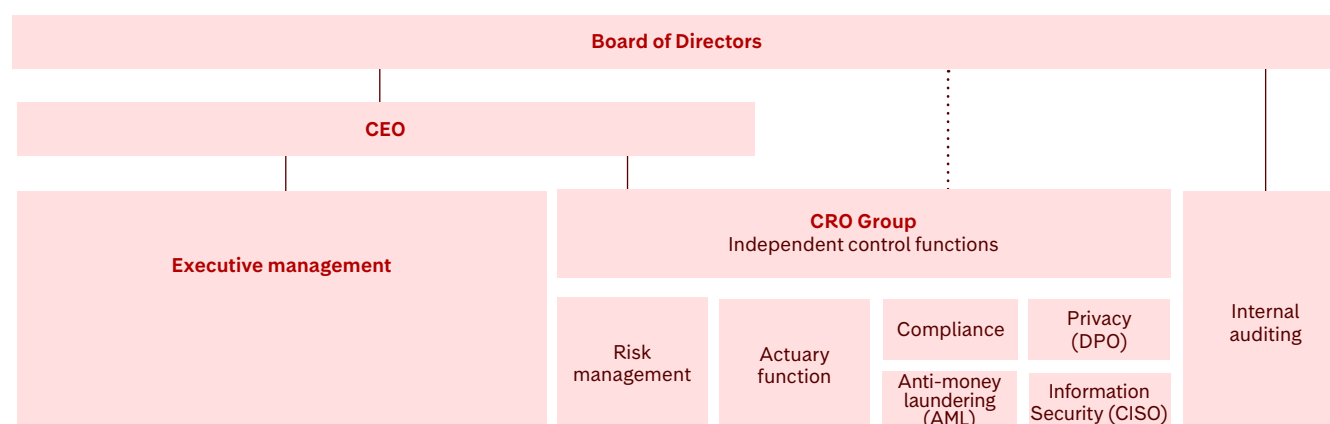 Board of Directors
CEO
CRO Group
Independent control functions
Executive management
Risk
management
Actuary
function
Compliance
Privacy
(DPO)
Internal
auditing
Anti-money
laundering
(AML)
Information
Security (CISO)